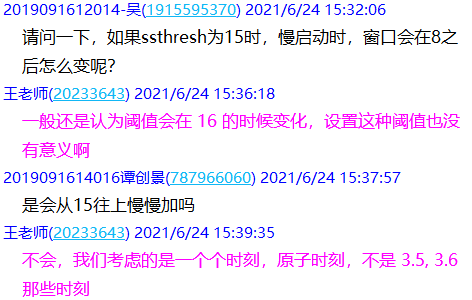 2019091612014-吴(1915595370) 2021/6/24 15:32:06
请问一下，如果ssthresh为15时，慢启动时，窗口会在8之
后怎么变呢？
王老师(20233643) 2021/6/24 15:36:18
一般还是认为阈值会在 16 的时候变化，设置这种阈值也没
有意义啊
2019091614016谭创景(787966060) 2021/6/24 15:37:57
是会从15往上慢慢加吗
王老师(20233643) 2021/6/24 15:39:35
不会，我们考虑的是一个个时刻，原子时刻，不是 3.5, 3.6
那些时刻